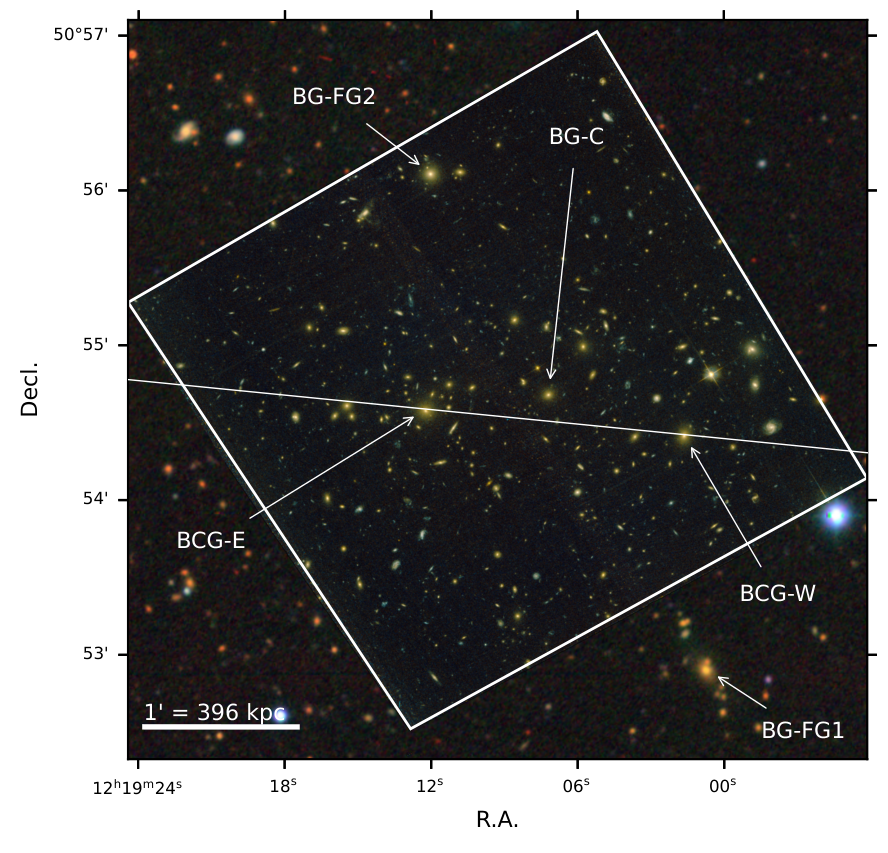 50°57'
BG-FG2
BG-C
56'
55'
Decl.
54'
BCG-E
BCG-W
53'
1' = 396 kpc
BG-FG1
12ʰ19ᵐ24ˢ
18ˢ
12ˢ
06ˢ
00ˢ
R.A.